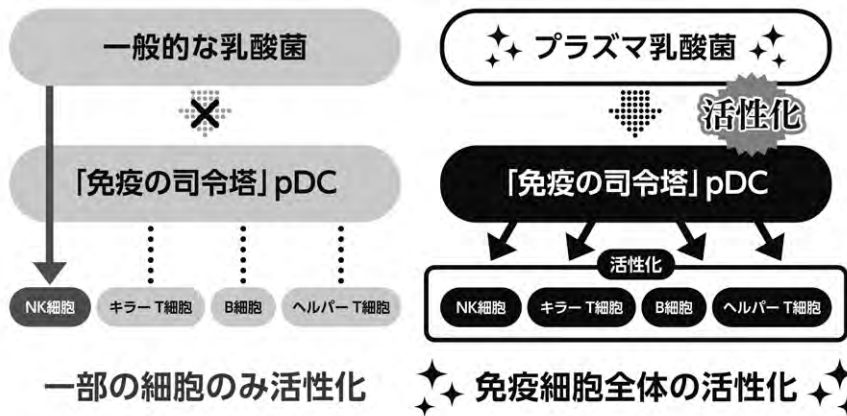 一般的な乳酸菌
「免疫の司令塔」pDC
NK細胞
キラーT細胞
B細胞
ヘルパーT細胞
一部の細胞のみ活性化
プラズマ乳酸菌
活性化
「免疫の司令塔」pDC
活性化
NK細胞
キラーT細胞
B細胞
ヘルパーT細胞
免疫細胞全体の活性化